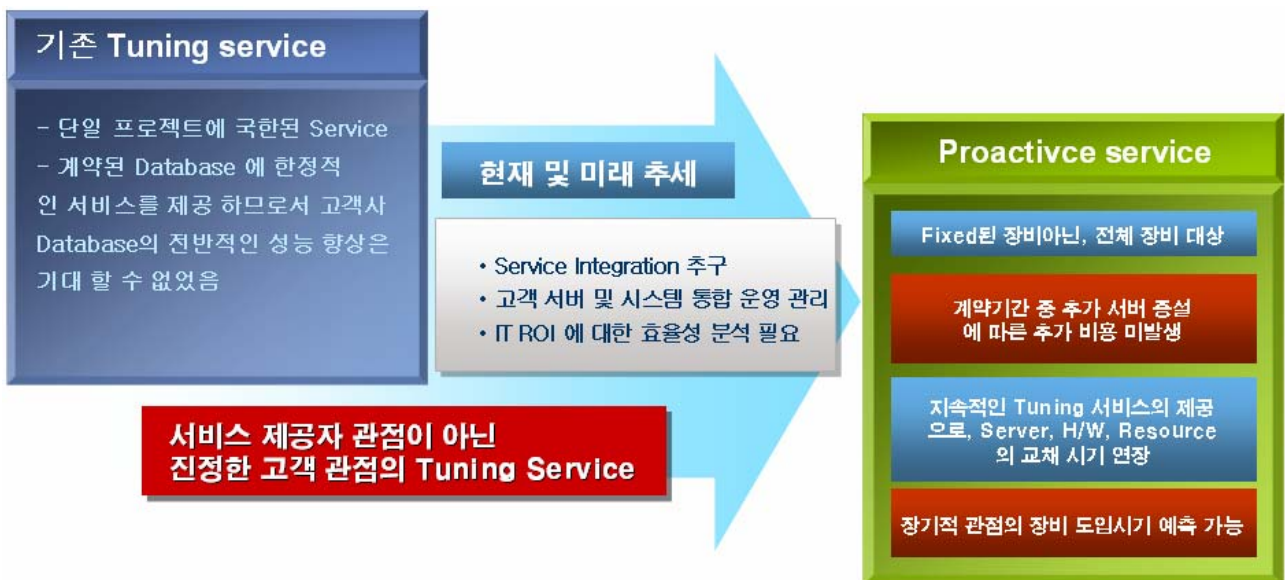 기존 Tuning service
- 단일 프로젝트에 국한된 Service
- 계약된 Database 에 한정적
인 서비스를 제공 하므로서 고객사
Database의 전반적인 성능 향상은
기대 할 수 없었음
현재 및 미래 추세
• Service Integration 추구
• 고객 서버 및 시스템 통합 운영 관리
• IT ROI 에 대한 효율성 분석 필요
서비스 제공자 관점이 아닌
진정한 고객 관점의 Tuning Service
Proactivce service
Fixed된 장비아닌, 전체 장비 대상
계약기간 중 추가 서버 증설
에 따른 추가 비용 미발생
지속적인 Tuning 서비스의 제공
으로, Server, H/W, Resource
의 교채 시기 연장
장기적 관점의 장비 도입시기 예측 가능